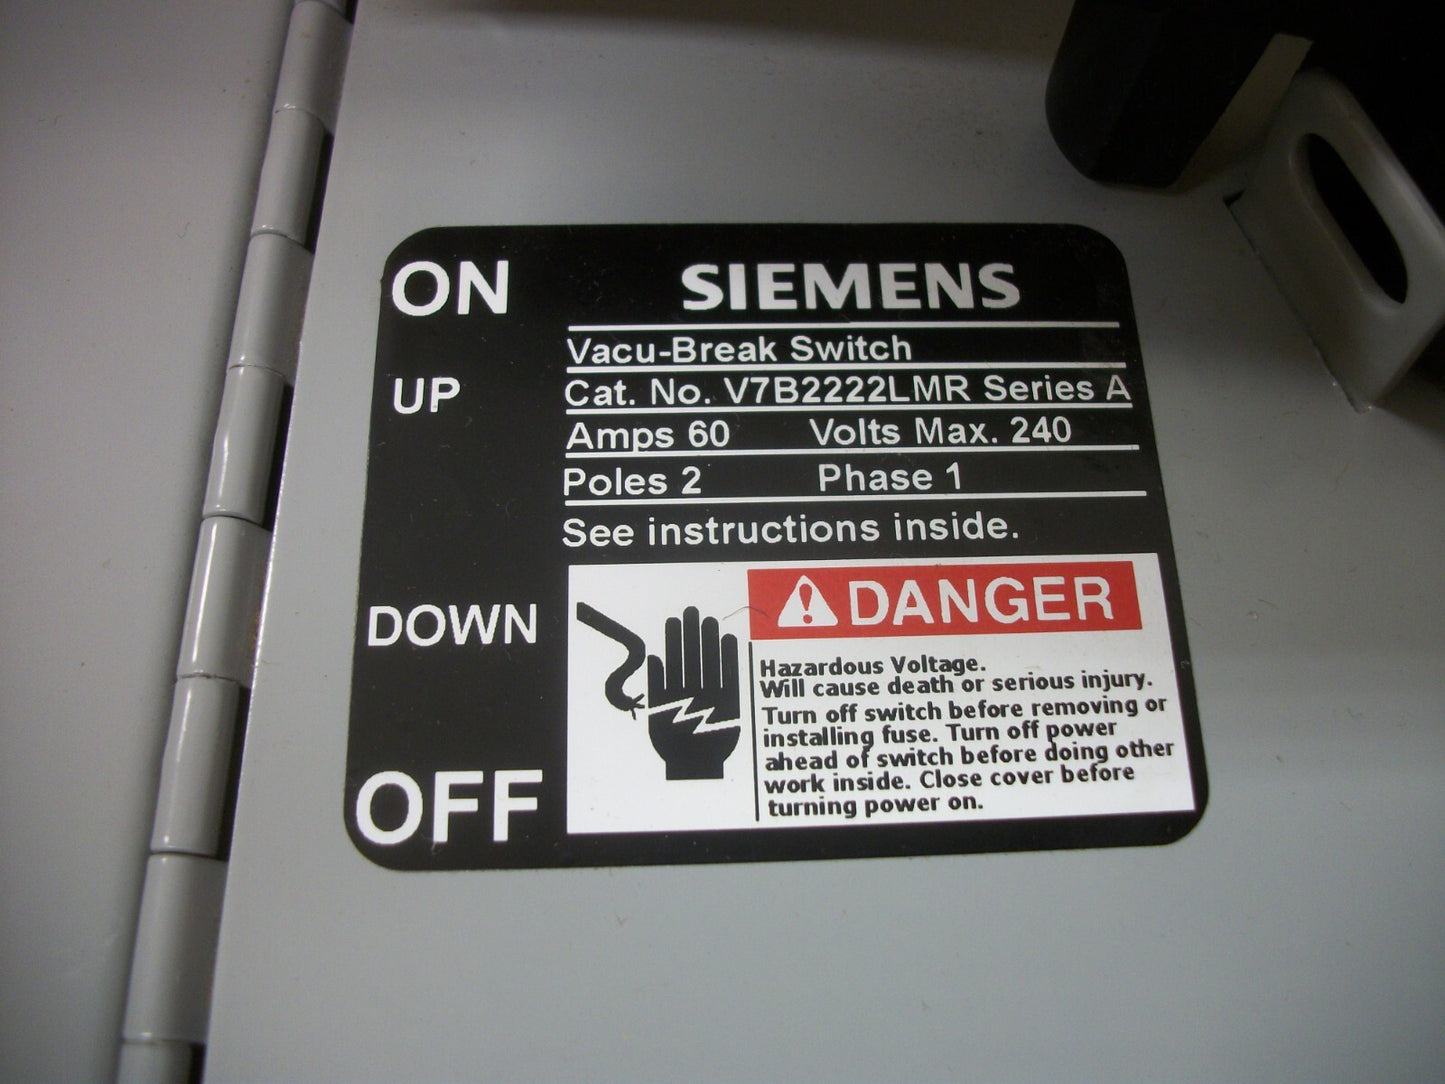 ON
UP
DOWN
OFF
SIEMENS
Vacu-Break Switch
Cat. No. V7B2222LMR Series A
Amps 60 Volts Max. 240
Poles 2 Phase 1
See instructions inside.
DANGER
Hazardous Voltage.
Will cause death or serious injury.
Turn off switch before removing or
installing fuse. Turn off power
ahead of switch before doing other
work inside. Close cover before
turning power on.